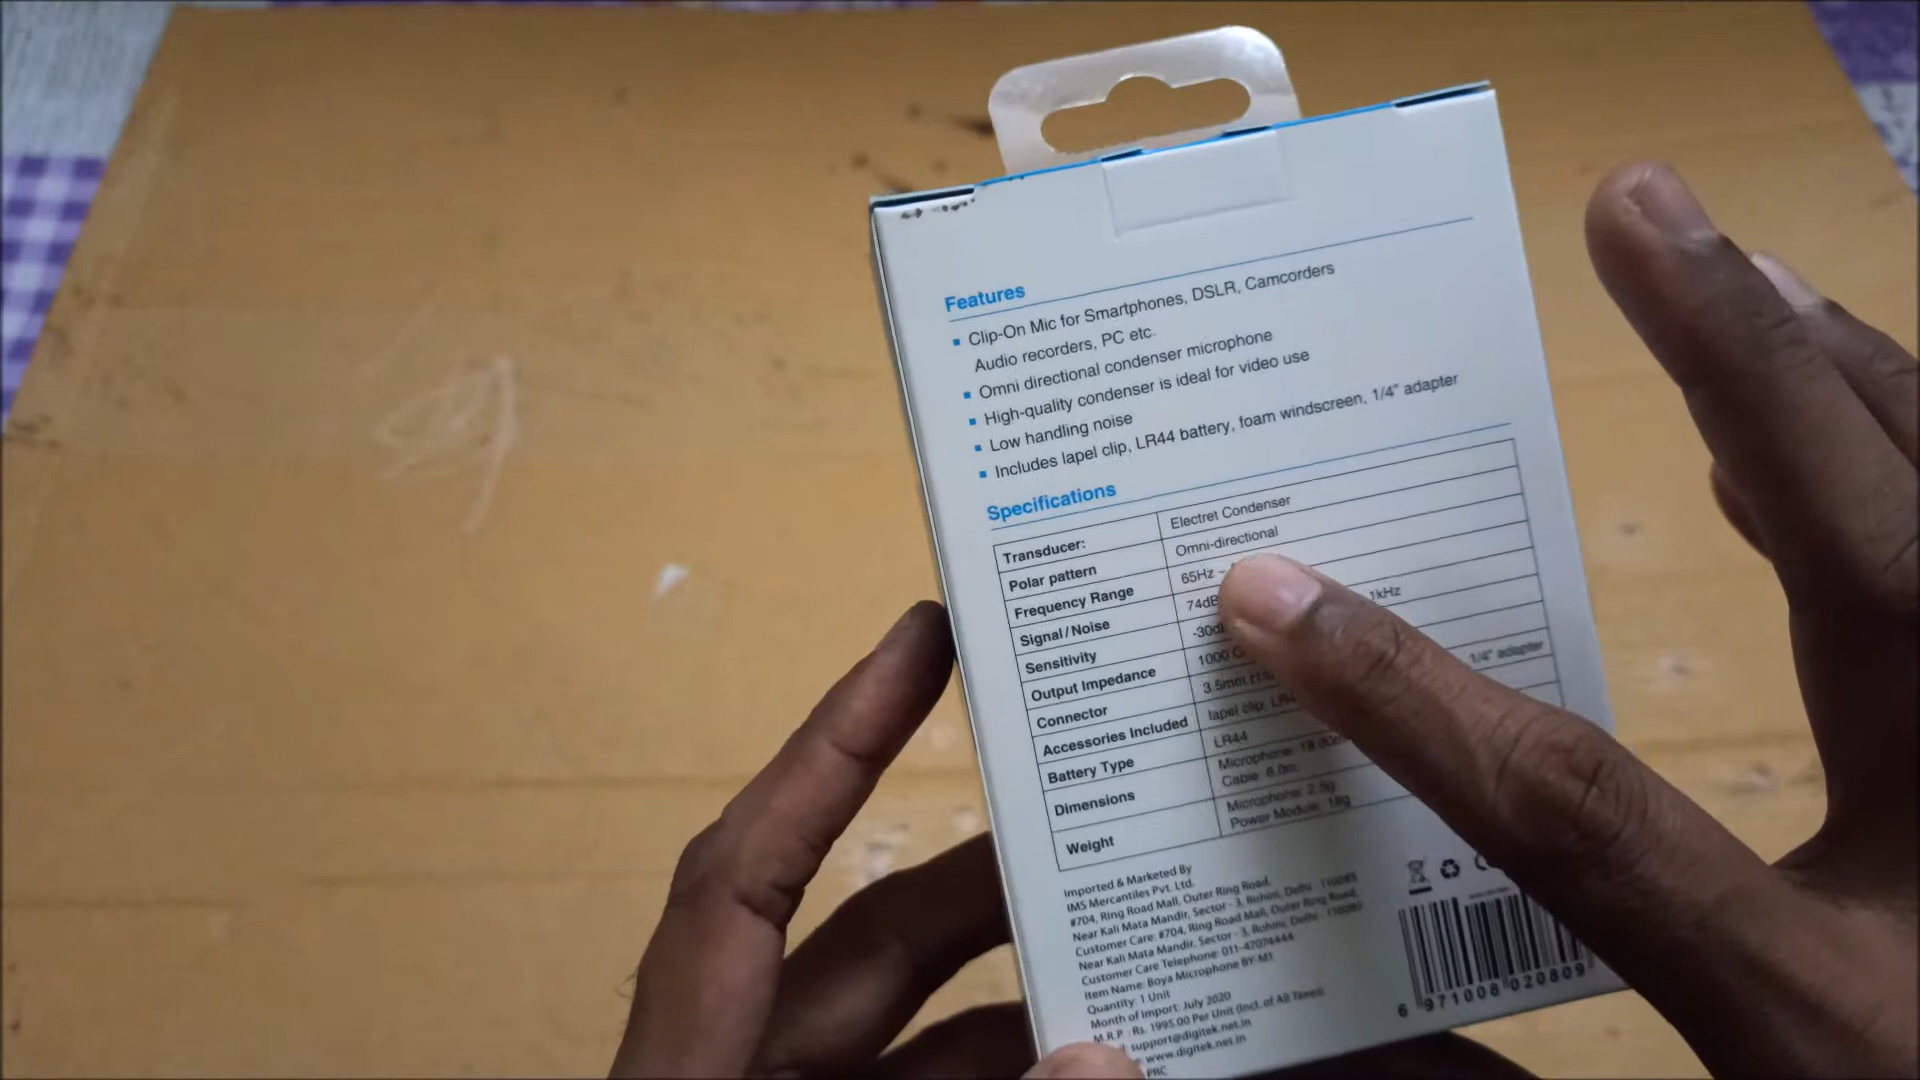 Features
▪ Clip-On Mic for Smartphones, DSLR, Camcorders
Audio recorders, PC etc.
▪ Omni directional condenser microphone
▪ High-quality condenser is ideal for video use
▪ Low handling noise
▪ Includes lapel clip, LR44 battery, foam windscreen, 1/4" adapter
Specifications
Transducer: Electret Condenser
Polar pattern Omni-directional
Frequency Range 65Hz -
Signal/Noise 74dB
Sensitivity -30d 1kHz
Output Impedance 1000
Connector 3.5mm 1/4" adapter
Accessories Included lapel clip,
Battery Type LR44
Dimensions Microphone:
Cable: 6.0m
Weight Microphone: 2.5g
Power Module: 18g
Imported & Marketed By
IMS Mercantiles Pvt. Ltd.
#704, Ring Road Mall, Outer Ring Road,
Near Kali Mata Mandir, Sector - 3, Rohini, Delhi - 110085
Customer Care: #704, Ring Road Mall, Outer Ring Road,
Near Kali Mata Mandir, Sector - 3, Rohini, Delhi - 110085
Customer Care Telephone: 011-47074444
Item Name: Boya Microphone BY-M1
Quantity: 1 Unit
Month of Import: July 2020
M.R.P.: Rs. 1995.00 Per Unit (Incl. of All Taxes)
support@digitek.net.in
www.digitek.net.in
PRC
6 971008 020809